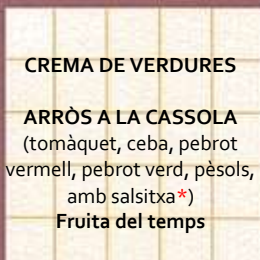 CREMA DE VERDURES
ARRÒS A LA CASSOLA
(tomàquet, ceba, pebrot
vermell, pebrot verd, pèsols,
amb salsitxa*)
Fruita del temps